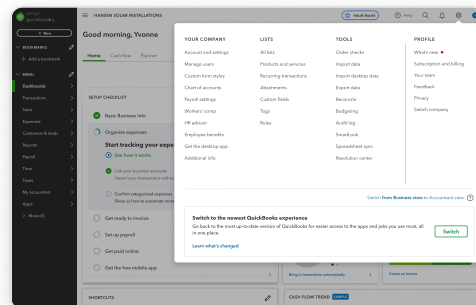 INTUIT
quickbooks
+ New
BOOKMARKS
+ Add a bookmark
MENU
Dashboards
Transactions
Sales
Expenses
Customers & leads
Reports
Payroll
Time
Taxes
My accountant
Apps
More (5)
HANSEN SOLAR INSTALLATIONS
Intuit Assist
Help
Good morning, Yvonne
Home
Cash flow
Planner
SETUP CHECKLIST
Basic Business Info
Organize expenses
Start tracking your expe
See how it works
Link your business accounts
Import your transactions withou
Confirm categorized expenses
Show us how to automate more
Get ready to invoice
Set up payroll
Get paid online
Get the free mobile app
SHORTCUTS
YOUR COMPANY
Account and settings
Manage users
Custom form styles
Chart of accounts
Payroll settings
Workers' comp
HR advisor
Employee benefits
Get the desktop app
Additional info
LISTS
All lists
Products and services
Recurring transactions
Attachments
Custom fields
Tags
Rules
TOOLS
Order checks
Import data
Import desktop data
Export data
Reconcile
Budgeting
Audit log
SmartLook
Spreadsheet sync
Resolution center
PROFILE
What's new
Subscription and billing
Your team
Feedback
Privacy
Switch company
Switch from Business view to Accountant view
Switch to the newest QuickBooks experience
Go back to the most up-to-date version of QuickBooks for easier access to the apps and jobs you use most, all
in one place.
Learn what's changed
Switch
Bring in transactions automatically
Create an invoice
CASH FLOW TREND
SAMPLE